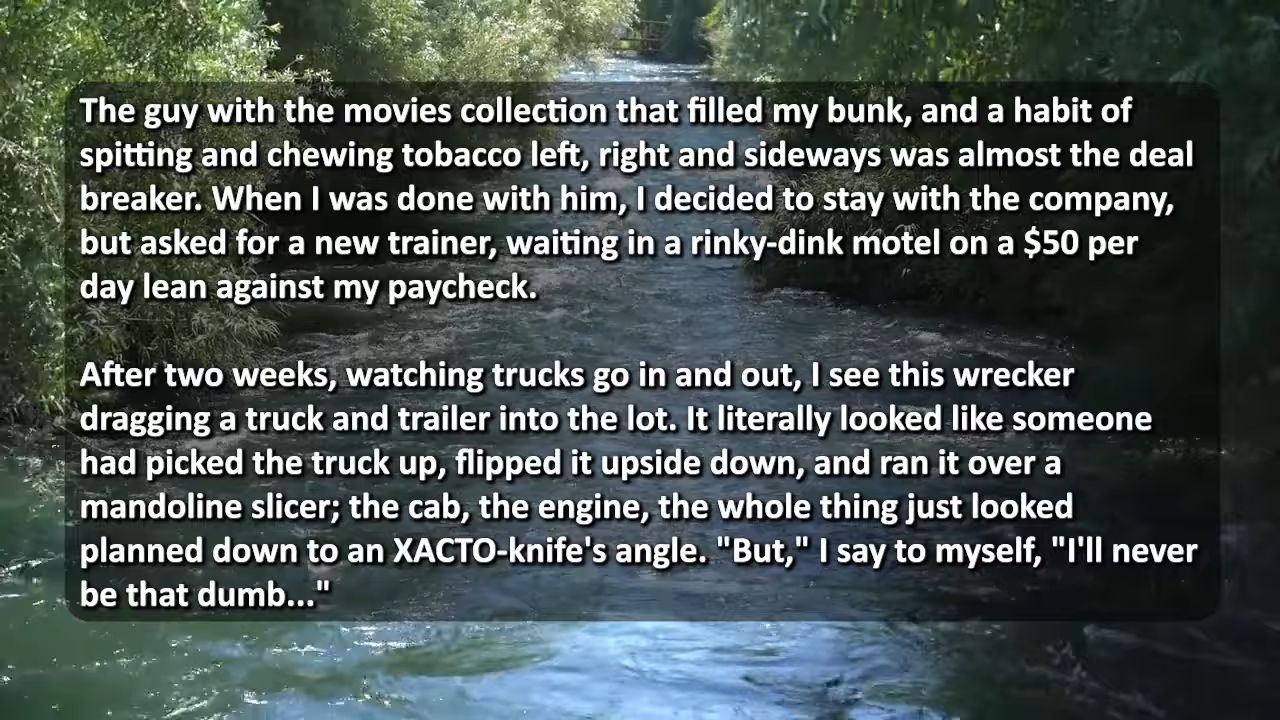 The guy with the movies collection that filled my bunk, and a habit of
spitting and chewing tobacco left, right and sideways was almost the deal
breaker. When I was done with him, I decided to stay with the company,
but asked for a new trainer, waiting in a rinky-dink motel on a $50 per
day lean against my paycheck.
After two weeks, watching trucks go in and out, I see this wrecker
dragging a truck and trailer into the lot. It literally looked like someone
had picked the truck up, flipped it upside down, and ran it over a
mandoline slicer; the cab, the engine, the whole thing just looked
planned down to an XACTO-knife's angle. "But," I say to myself, "I'll never
be that dumb..."